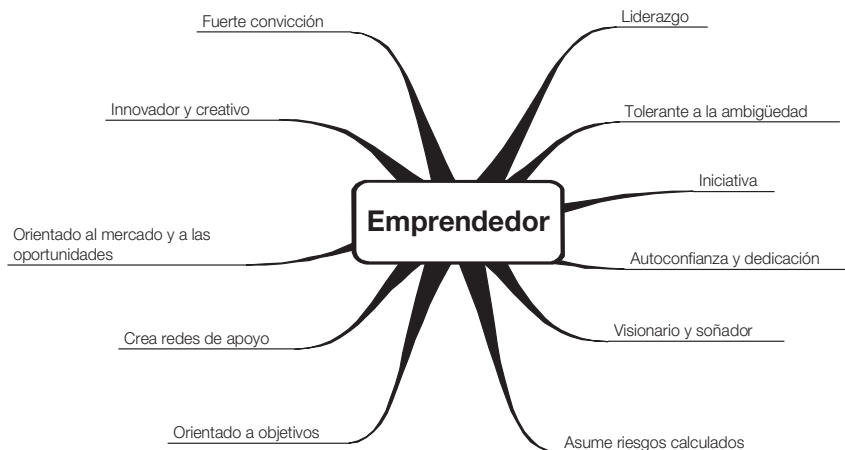 Fuerte convicción
Liderazgo
Innovador y creativo
Tolerante a la ambigüedad
Iniciativa
Emprendedor
Orientado al mercado y a las
oportunidades
Autoconfianza y dedicación
Crea redes de apoyo
Visionario y soñador
Orientado a objetivos
Asume riesgos calculados